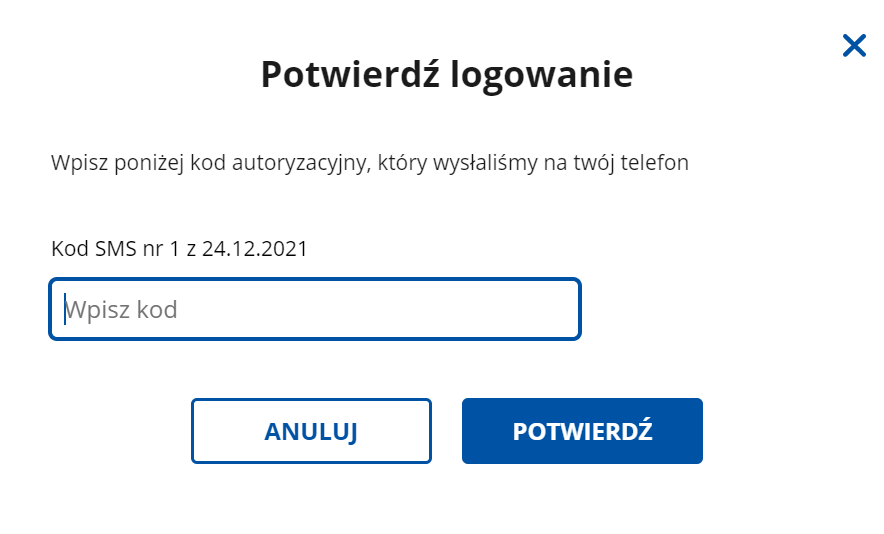 Potwierdź logowanie
Wpisz poniżej kod autoryzacyjny, który wysłaliśmy na twój telefon
Kod SMS nr 1 z 24.12.2021
Wpisz kod
ANULUJ
POTWIERDŹ